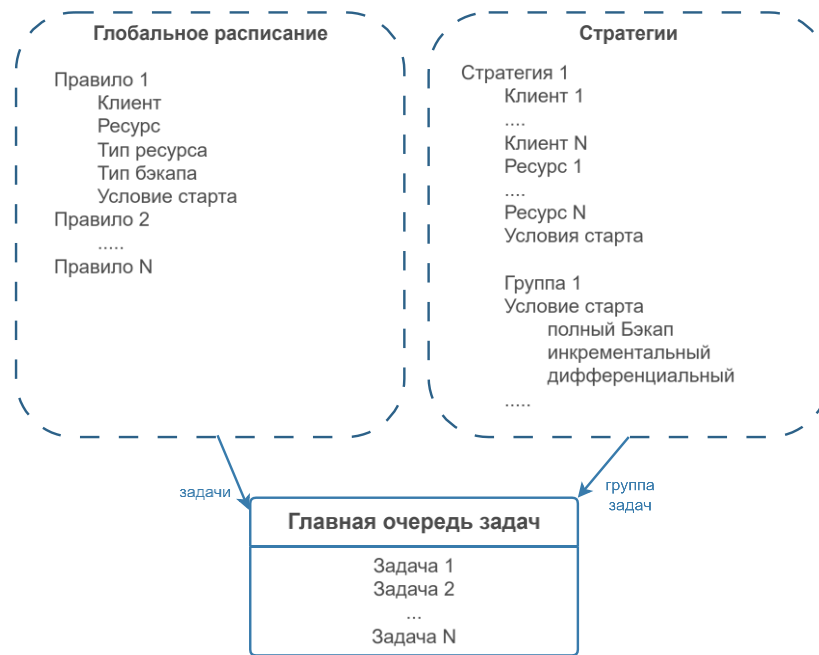 Глобальное расписание
Правило 1
Клиент
Ресурс
Тип ресурса
Тип бэкапа
Условие старта
Правило 2
.....
Правило N
Стратегии
Стратегия 1
Клиент 1
....
Клиент N
Ресурс 1
....
Ресурс N
Условия старта
Группа 1
Условие старта
полный Бэкап
инкрементальный
дифференциальный
.....
задачи
группа
задач
Главная очередь задач
Задача 1
Задача 2
...
Задача N